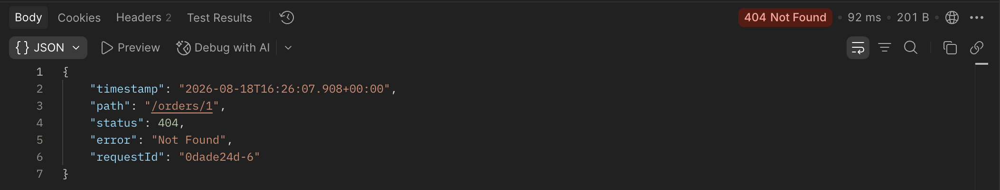 Body Cookies Headers 2 Test Results 404 Not Found • 92 ms • 201 B •
{} JSON Preview Debug with AI
1 {
2 "timestamp": "2026-08-18T16:26:07.908+00:00",
3 "path": "/orders/1",
4 "status": 404,
5 "error": "Not Found",
6 "requestId": "0dade24d-6"
7 }